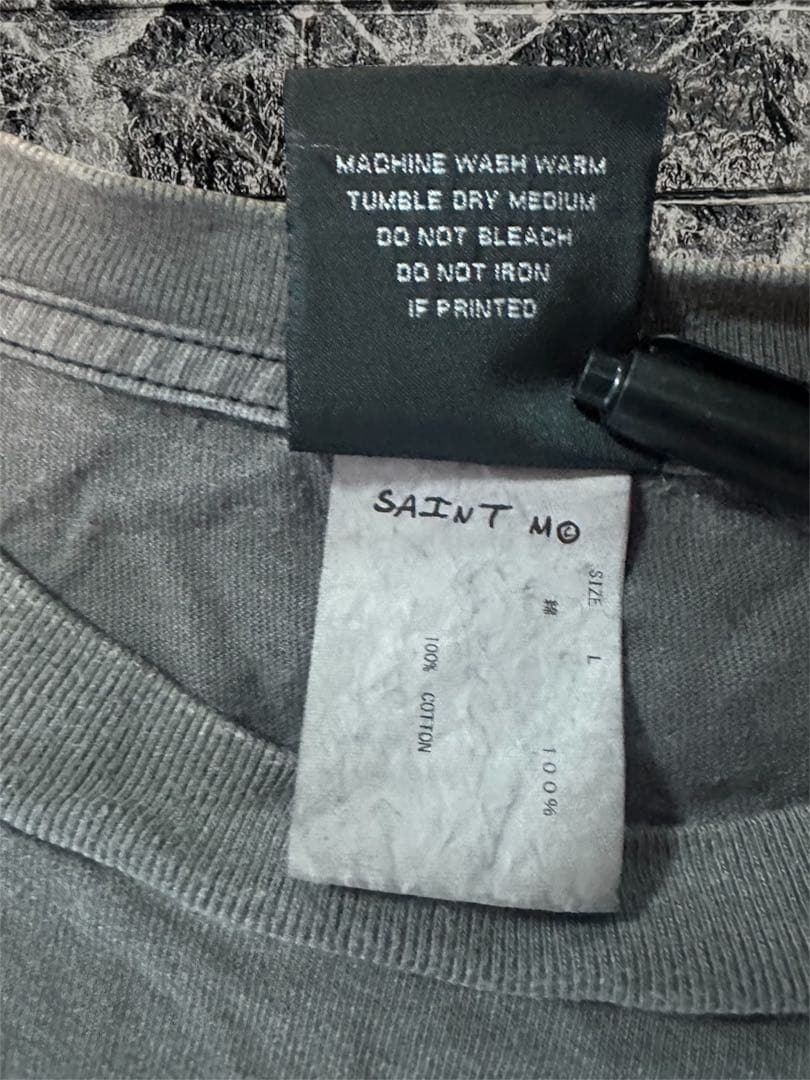 MACHINE WASH WARM
TUMBLE DRY MEDIUM
DO NOT BLEACH
DO NOT IRON
IF PRINTED
SAINT M©
SIZE L
綿 100%
100% COTTON